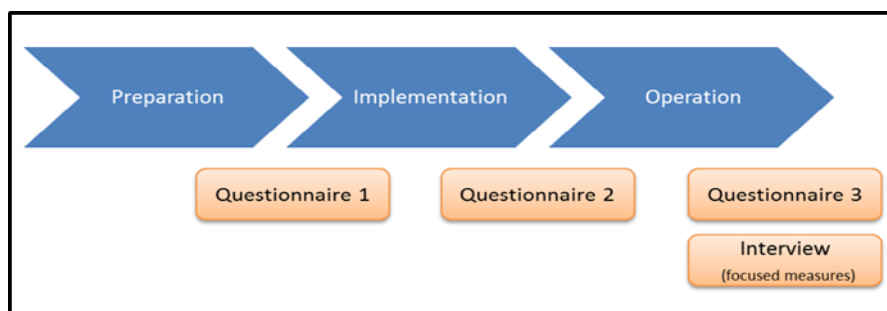 Preparation
Implementation
Operation
Questionnaire 1
Questionnaire 2
Questionnaire 3
Interview
(focused measures)